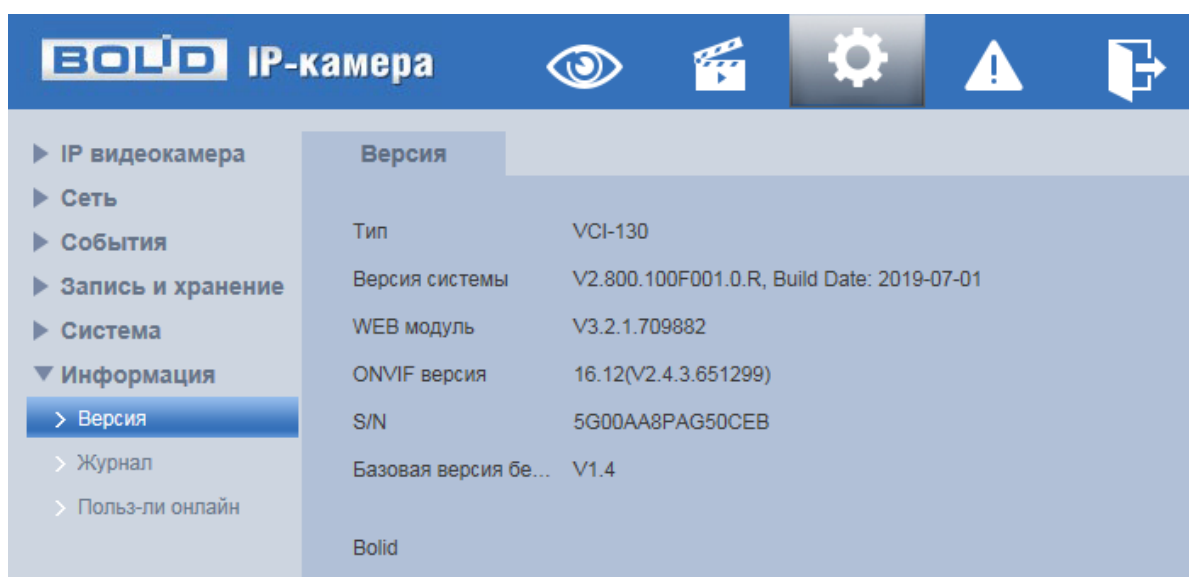 BOLID IP-камера
IP видеокамера
Сеть
События
Запись и хранение
Система
Информация
Версия
Журнал
Польз-ли онлайн
Версия
Тип VCI-130
Версия системы V2.800.100F001.0.R, Build Date: 2019-07-01
WEB модуль V3.2.1.709882
ONVIF версия 16.12(V2.4.3.651299)
S/N 5G00AA8PAG50CEB
Базовая версия бе... V1.4
Bolid